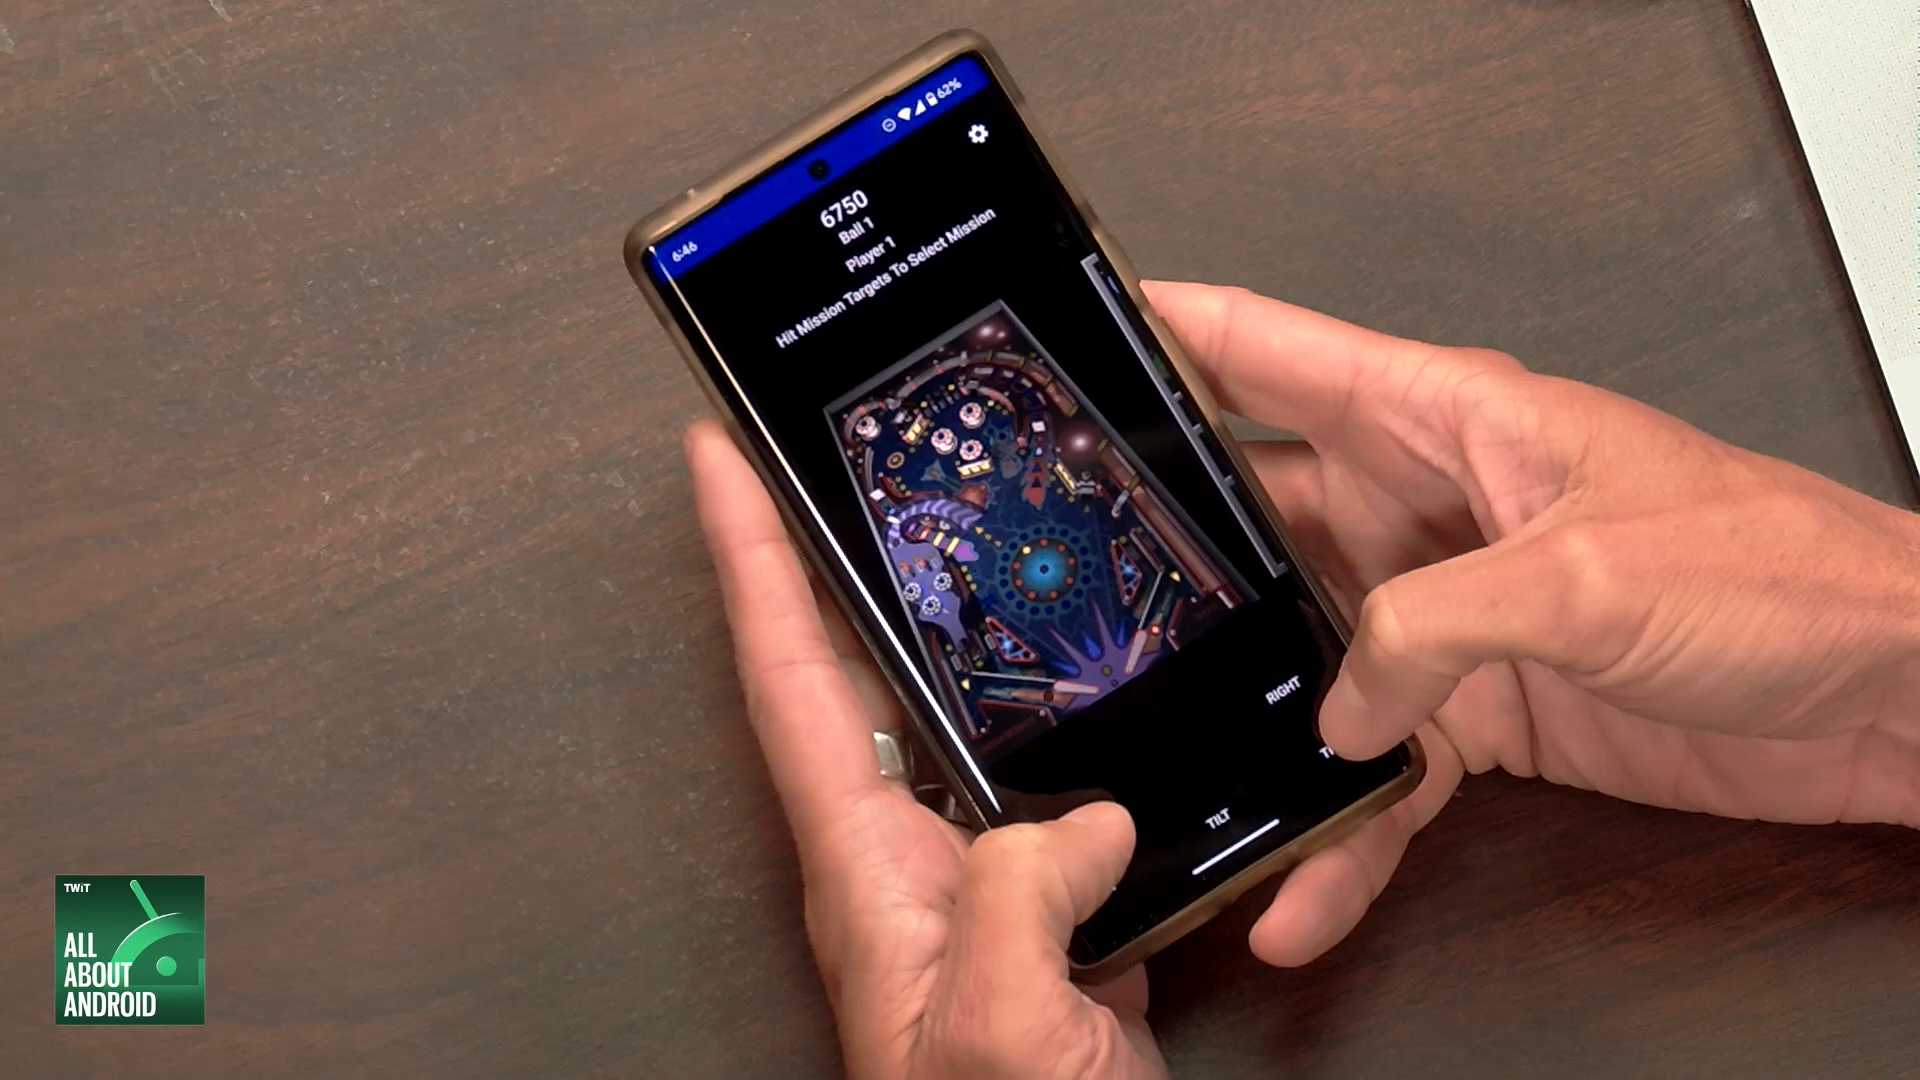 6:46
62%
6750
Ball 1
Player 1
Hit Mission Targets To Select Mission
RIGHT
TILT
TWiT
ALL
ABOUT
ANDROID